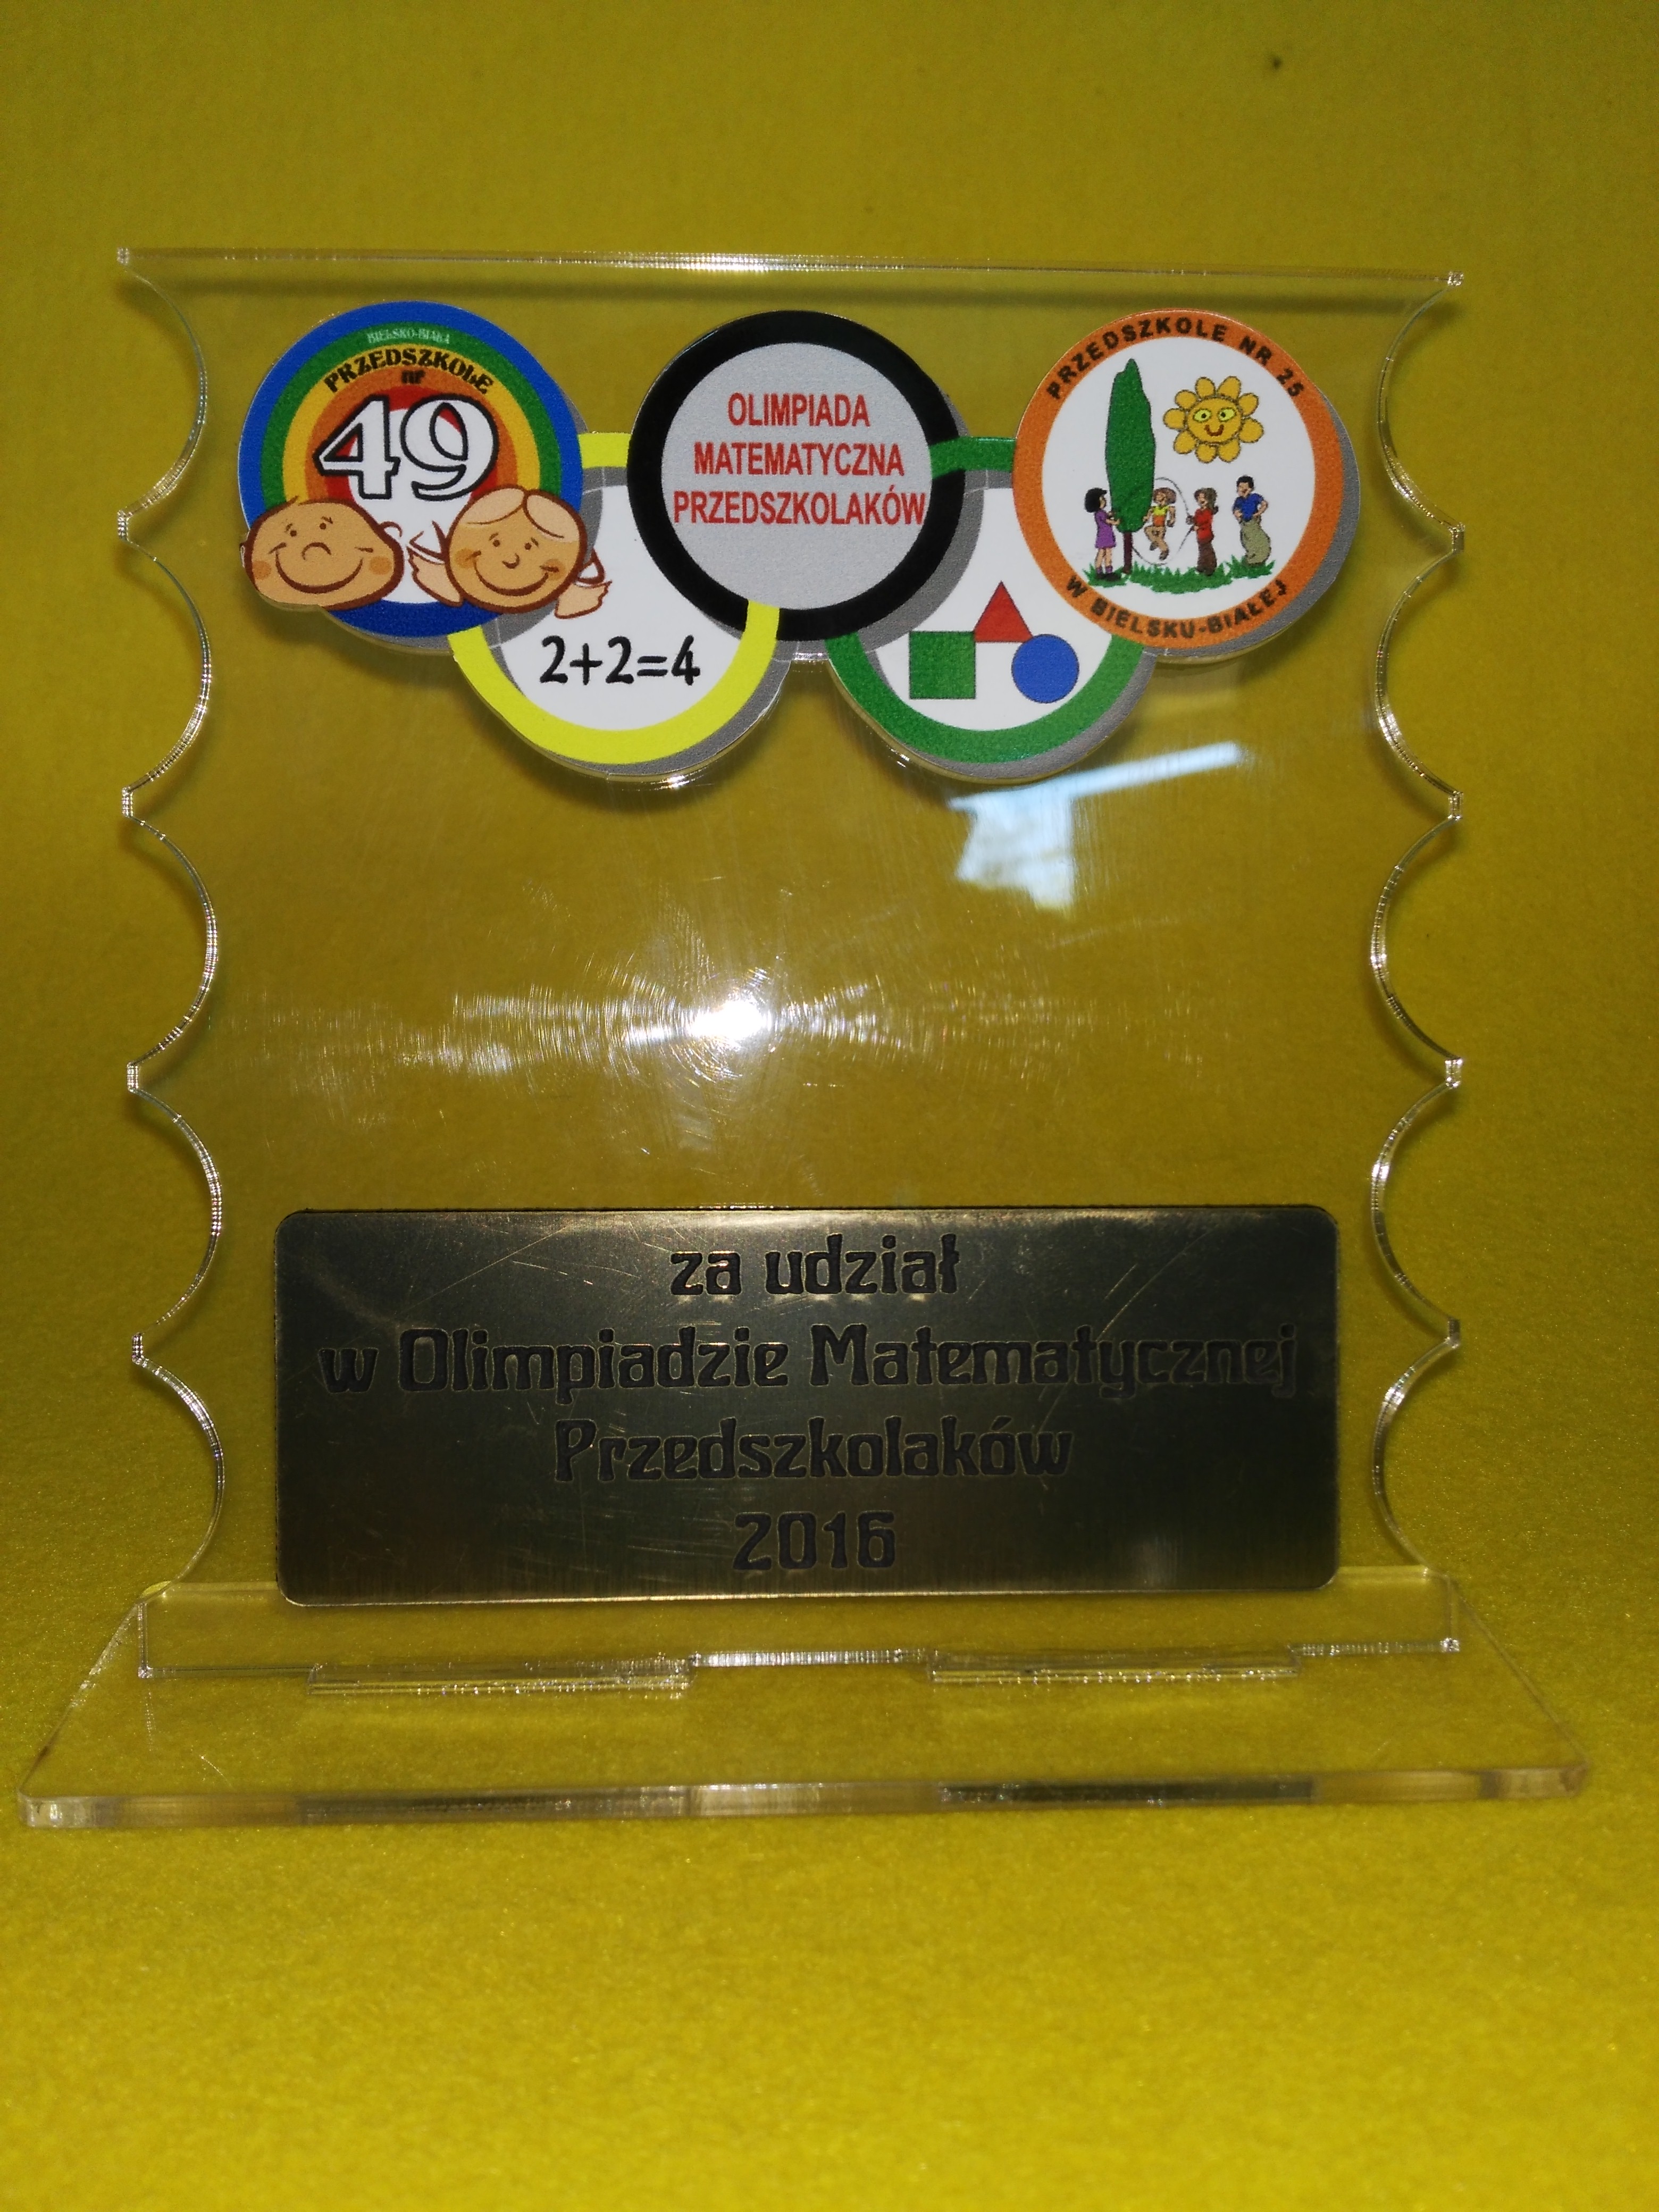 BIELSKO-BIAŁA
PRZEDSZKOLE
nr
49
OLIMPIADA
MATEMATYCZNA
PRZEDSZKOLAKÓW
PRZEDSZKOLE NR 25
W BIELSKU-BIAŁEJ
2+2=4
za udział
w Olimpiadzie Matematycznej
Przedszkolaków
2016